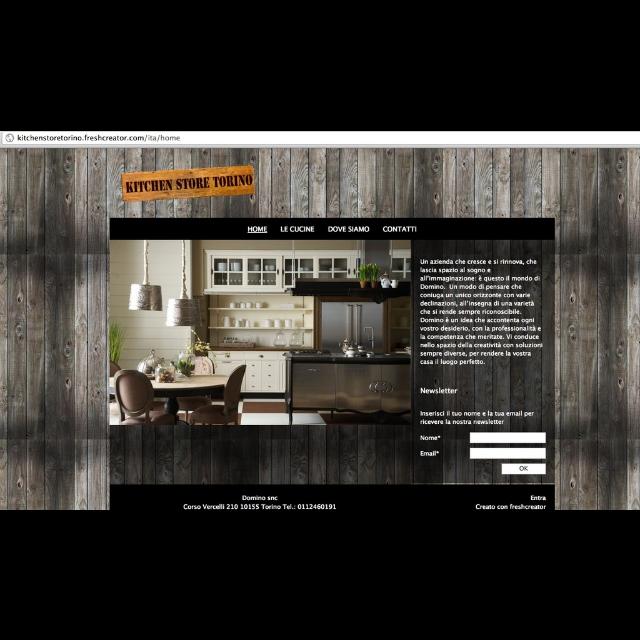 kitchenstoretorino.freshcreator.com/ita/home
KITCHEN STORE TORINO
HOME LE CUCINE DOVE SIAMO CONTATTI
Un azienda che cresce e si rinnova, che
lascia spazio al sogno e
all'immaginazione: è questo il mondo di
Domino. Un modo di pensare che
coniuga un unico orizzonte con varie
declinazioni, all'insegna di una varietà
che si rende sempre riconoscibile.
Domino è un idea che accontenta ogni
vostro desiderio, con la professionalità e
la competenza che meritate. Vi conduce
nello spazio della creatività con soluzioni
sempre diverse, per rendere la vostra
casa il luogo perfetto.
Newsletter
Inserisci il tuo nome e la tua email per
ricevere la nostra newsletter
Nome*
Email*
OK
Domino snc
Corso Vercelli 210 10155 Torino Tel.: 0112460191
Entra
Creato con freshcreator